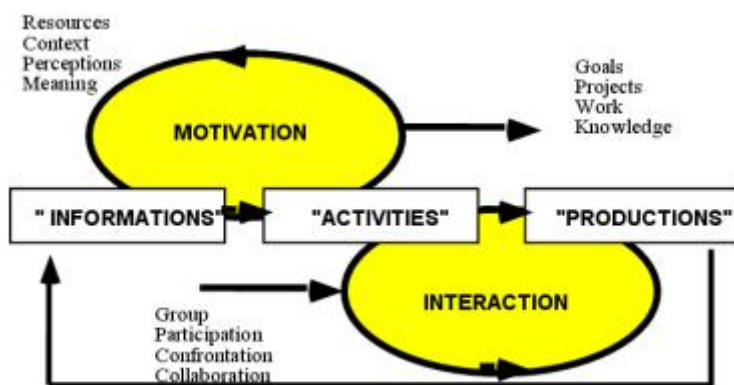 Resources
Context
Perceptions
Meaning
Goals
Projects
Work
Knowledge
MOTIVATION
" INFORMATIONS"
"ACTIVITIES"
"PRODUCTIONS"
INTERACTION
Group
Participation
Confrontation
Collaboration